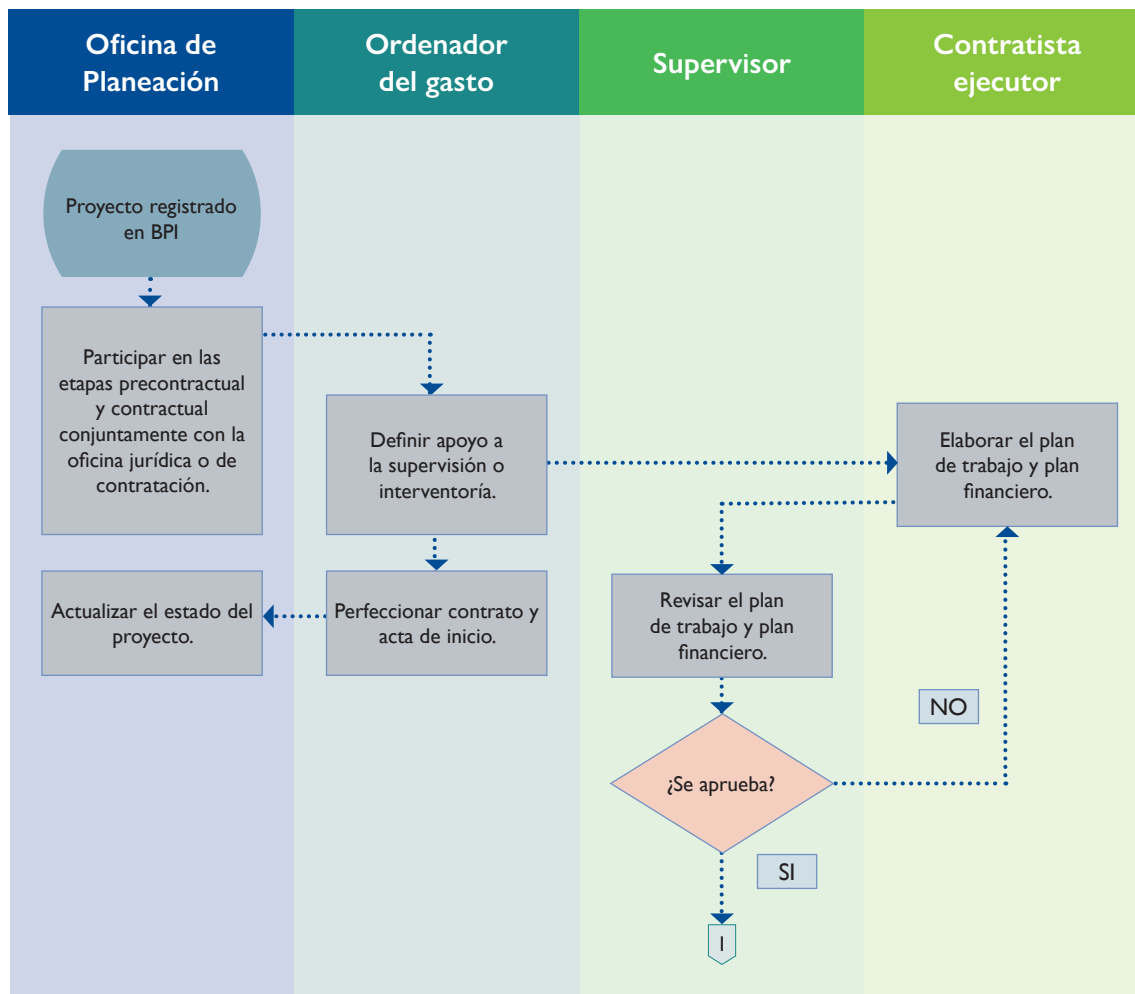 Oficina de
Planeación
Ordenador
del gasto
Supervisor
Contratista
ejecutor
Proyecto registrado
en BPI
Participar en las
etapas precontractual
y contractual
conjuntamente con la
oficina jurídica o de
contratación.
Definir apoyo a
la supervisión o
interventoría.
Elaborar el plan
de trabajo y plan
financiero.
Actualizar el estado del
proyecto.
Perfeccionar contrato y
acta de inicio.
Revisar el plan
de trabajo y plan
financiero.
NO
¿Se aprueba?
SI
1